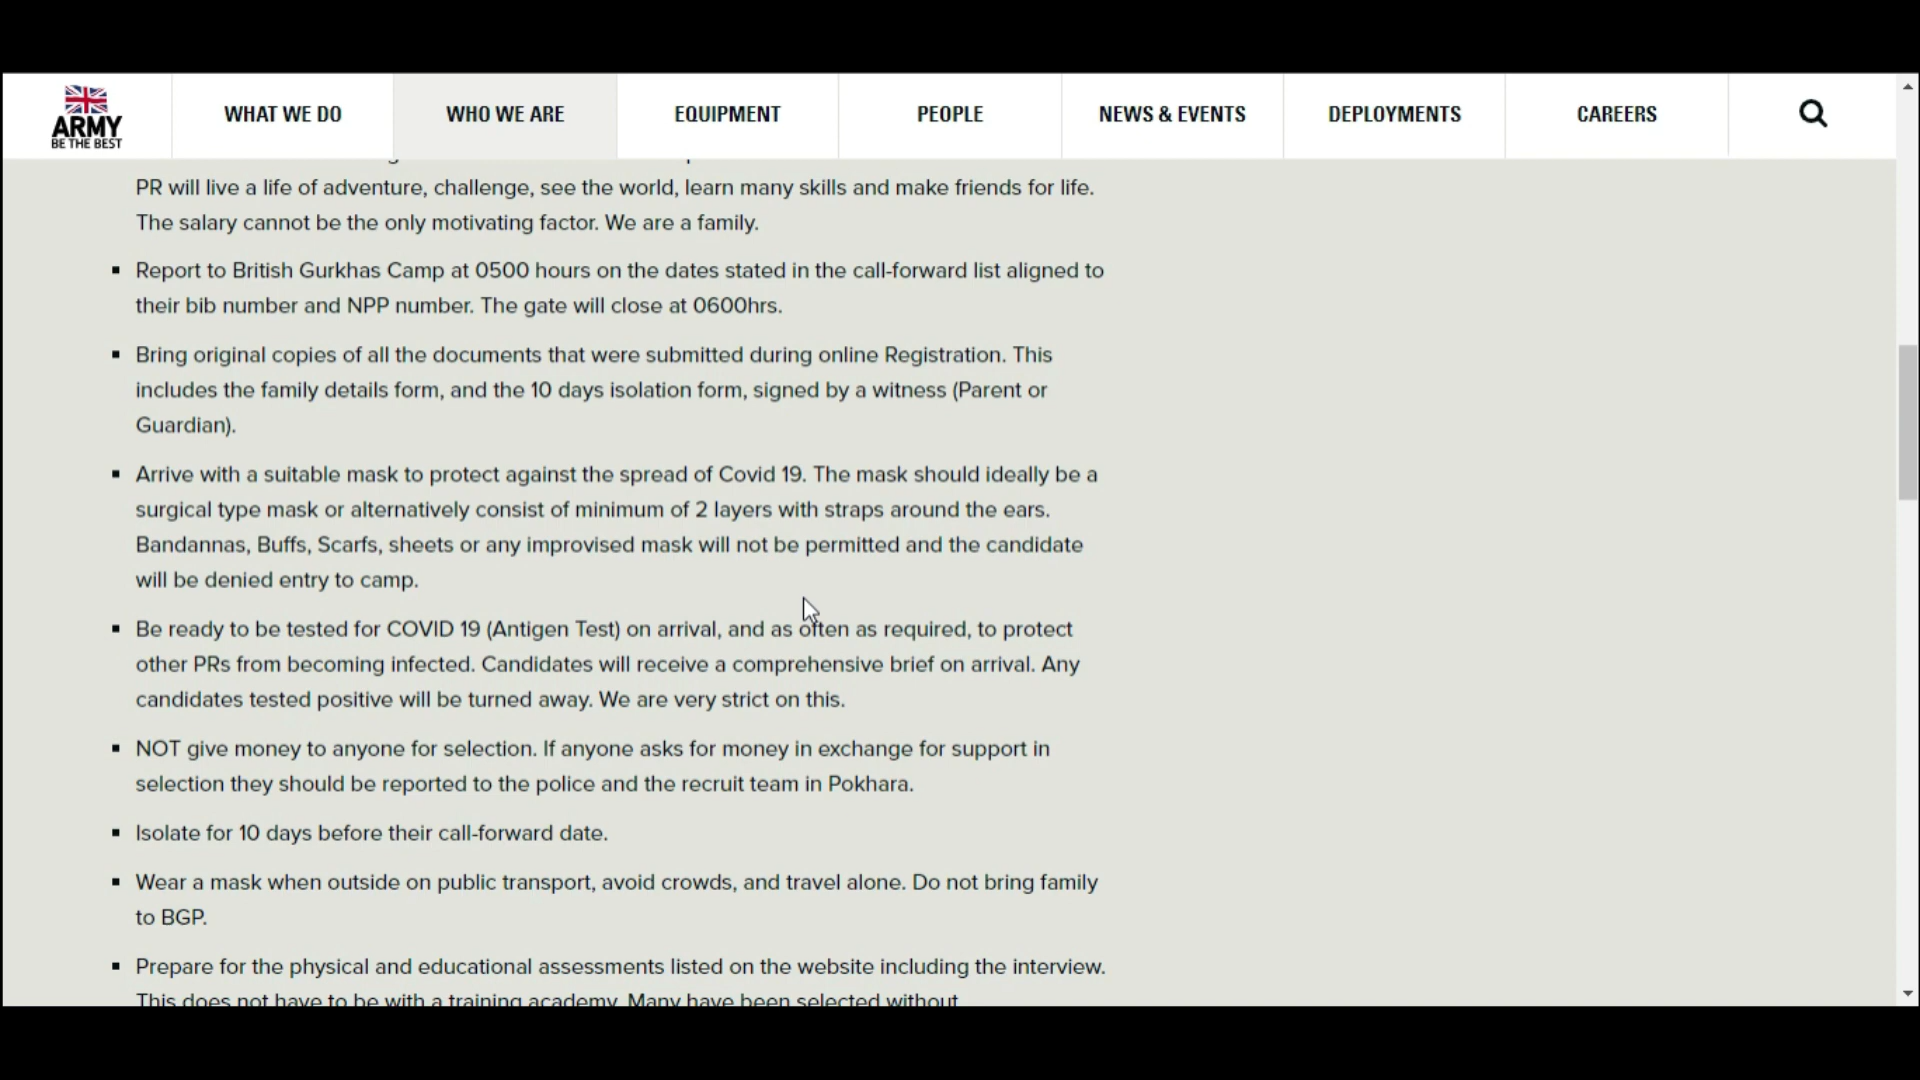 ARMY
BE THE BEST
WHAT WE DO
WHO WE ARE
EQUIPMENT
PEOPLE
NEWS & EVENTS
DEPLOYMENTS
CAREERS
PR will live a life of adventure, challenge, see the world, learn many skills and make friends for life.
The salary cannot be the only motivating factor. We are a family.
▪ Report to British Gurkhas Camp at 0500 hours on the dates stated in the call-forward list aligned to
their bib number and NPP number. The gate will close at 0600hrs.
▪ Bring original copies of all the documents that were submitted during online Registration. This
includes the family details form, and the 10 days isolation form, signed by a witness (Parent or
Guardian).
▪ Arrive with a suitable mask to protect against the spread of Covid 19. The mask should ideally be a
surgical type mask or alternatively consist of minimum of 2 layers with straps around the ears.
Bandannas, Buffs, Scarfs, sheets or any improvised mask will not be permitted and the candidate
will be denied entry to camp.
▪ Be ready to be tested for COVID 19 (Antigen Test) on arrival, and as often as required, to protect
other PRs from becoming infected. Candidates will receive a comprehensive brief on arrival. Any
candidates tested positive will be turned away. We are very strict on this.
▪ NOT give money to anyone for selection. If anyone asks for money in exchange for support in
selection they should be reported to the police and the recruit team in Pokhara.
▪ Isolate for 10 days before their call-forward date.
▪ Wear a mask when outside on public transport, avoid crowds, and travel alone. Do not bring family
to BGP.
▪ Prepare for the physical and educational assessments listed on the website including the interview.
This does not have to be with a training academy. Many have been selected without